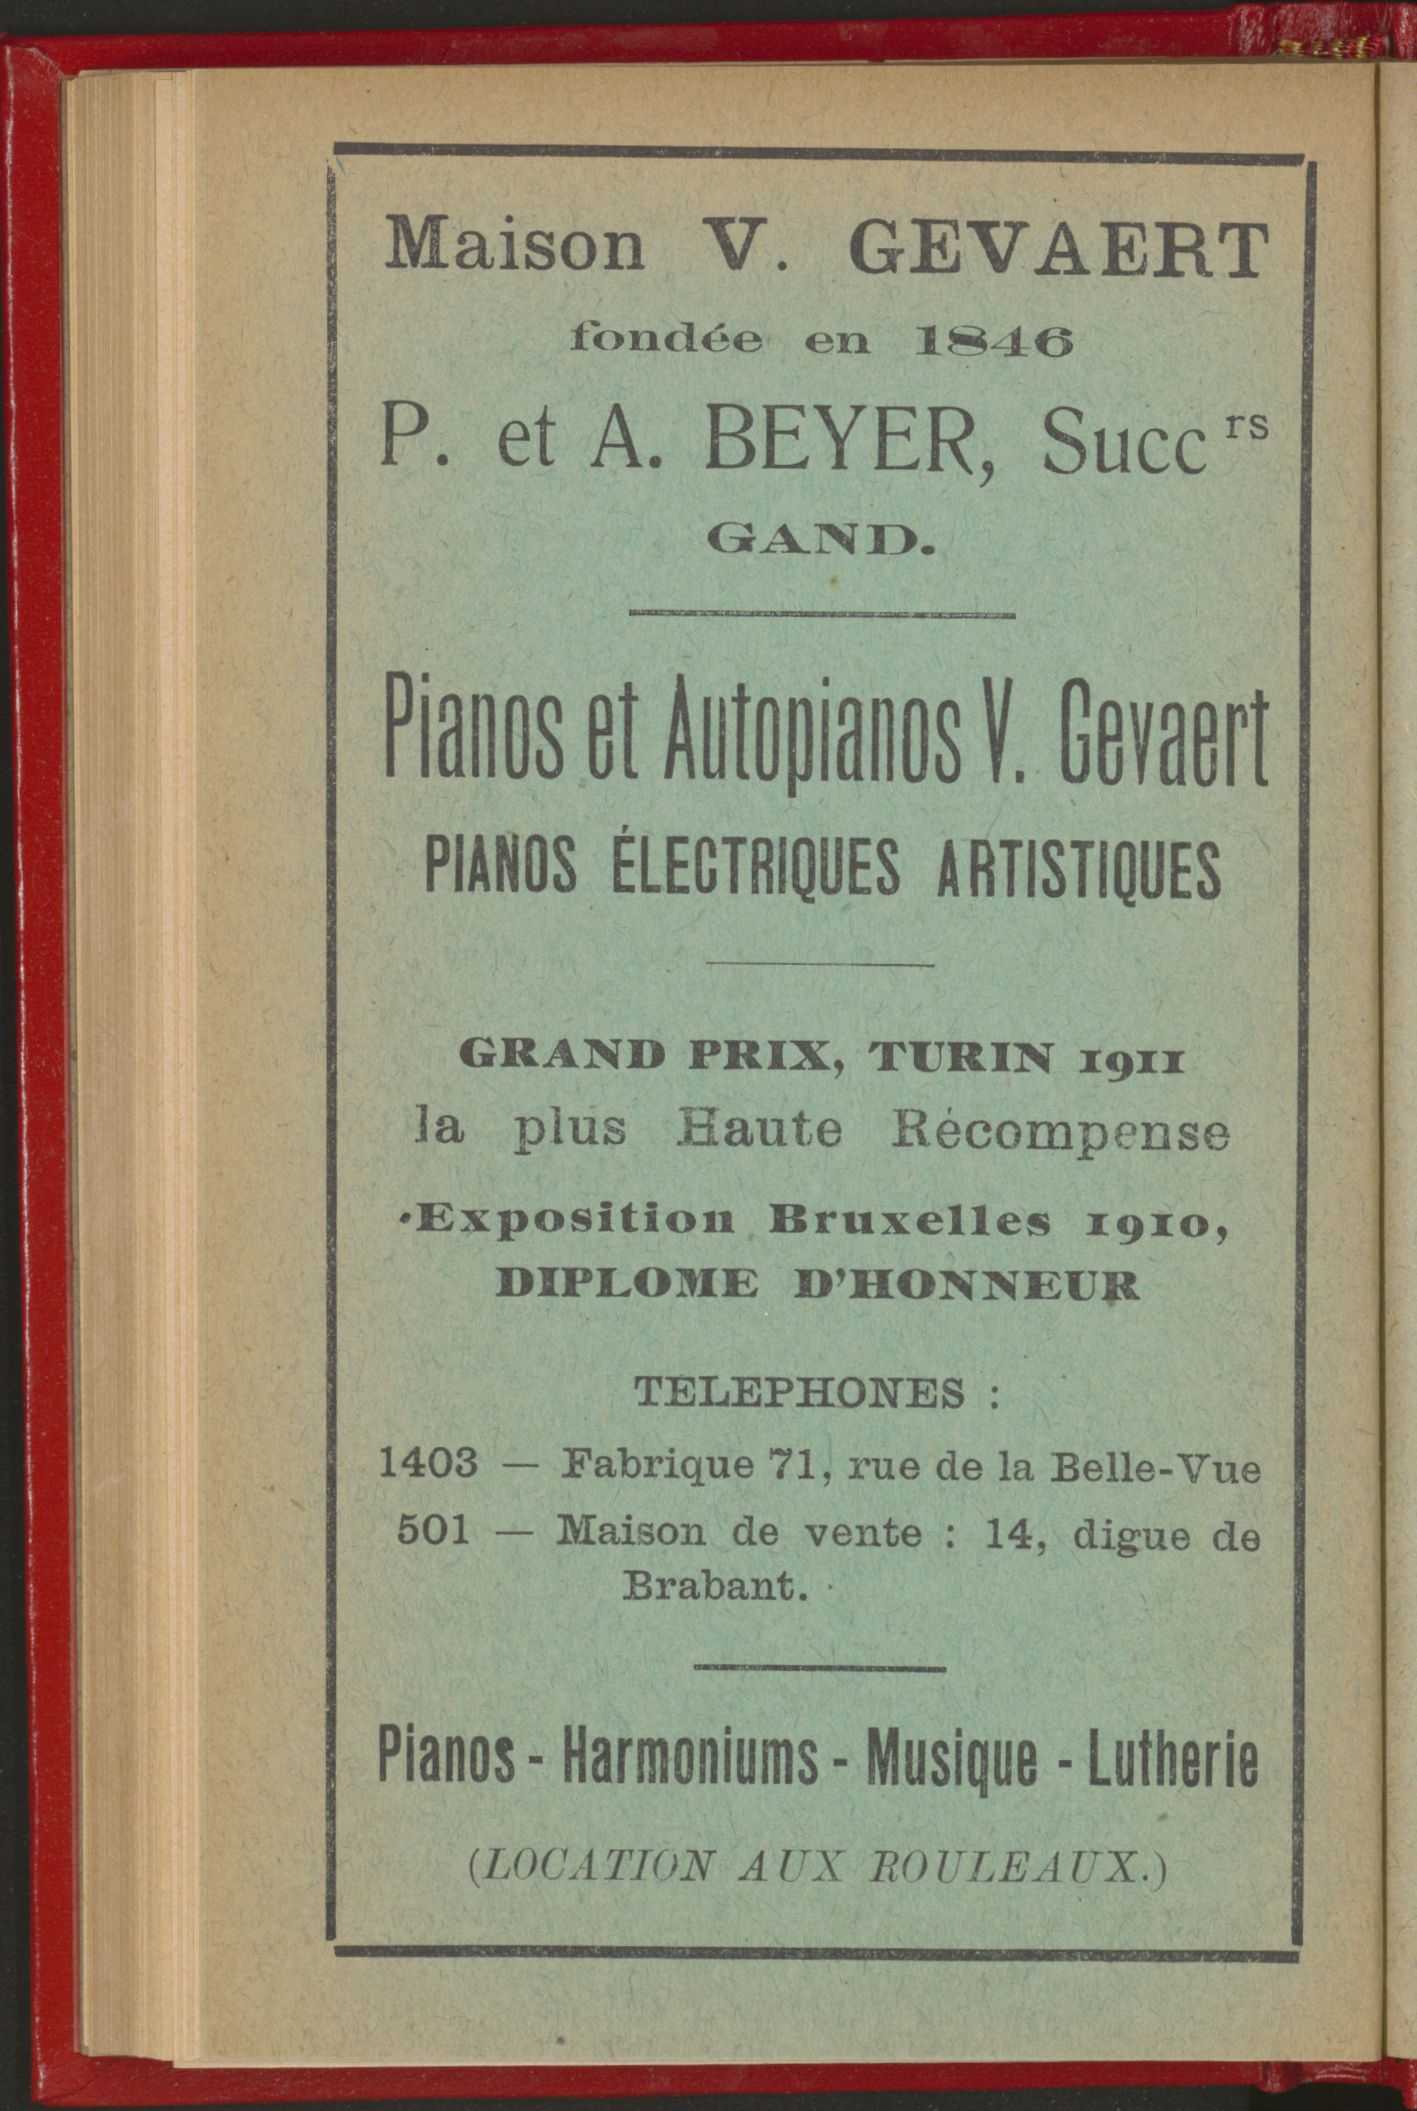 Maison V. GEVAERT
fondée en 1846
P. et A. BEYER, Succrs
GAND.
Pianos et Autopianos V. Gevaert
PIANOS ÉLECTRIQUES ARTISTIQUES
GRAND PRIX, TURIN 1911
la plus Haute Récompense
Exposition Bruxelles 1910,
DIPLOME D'HONNEUR
TELEPHONES :
1403 — Fabrique 71, rue de la Belle-Vue
501 — Maison de vente : 14, digue de
Brabant.
Pianos - Harmoniums - Musique - Lutherie
(LOCATION AUX ROULEAUX.)